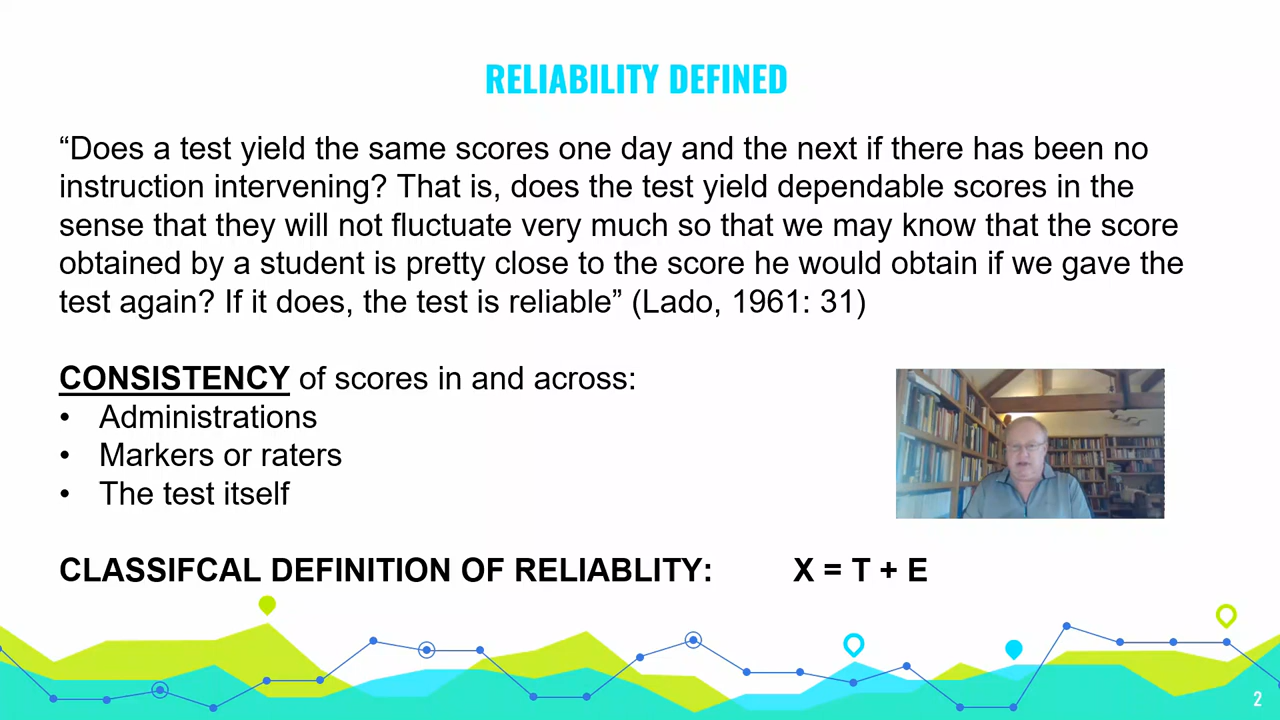 RELIABILITY DEFINED
“Does a test yield the same scores one day and the next if there has been no
instruction intervening? That is, does the test yield dependable scores in the
sense that they will not fluctuate very much so that we may know that the score
obtained by a student is pretty close to the score he would obtain if we gave the
test again? If it does, the test is reliable” (Lado, 1961: 31)
CONSISTENCY of scores in and across:
• Administrations
• Markers or raters
• The test itself
CLASSIFCAL DEFINITION OF RELIABLITY: X = T + E
2